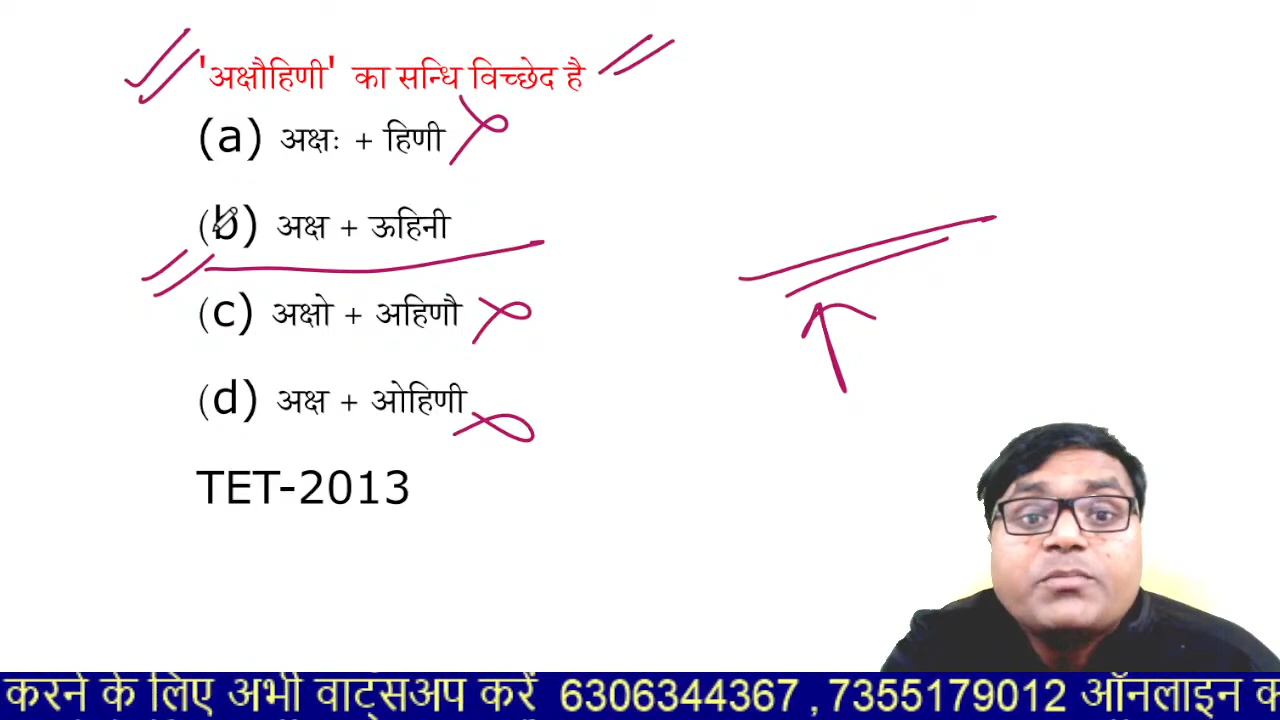 'अक्षौहिणी' का सन्धि विच्छेद है
(a) अक्षः + हिणी
(b) अक्ष + ऊहिनी
(c) अक्षो + अहिणौ
(d) अक्ष + ओहिणी
TET-2013
करने के लिए अभी वाट्सअप करें 6306344367 , 7355179012 ऑनलाइन